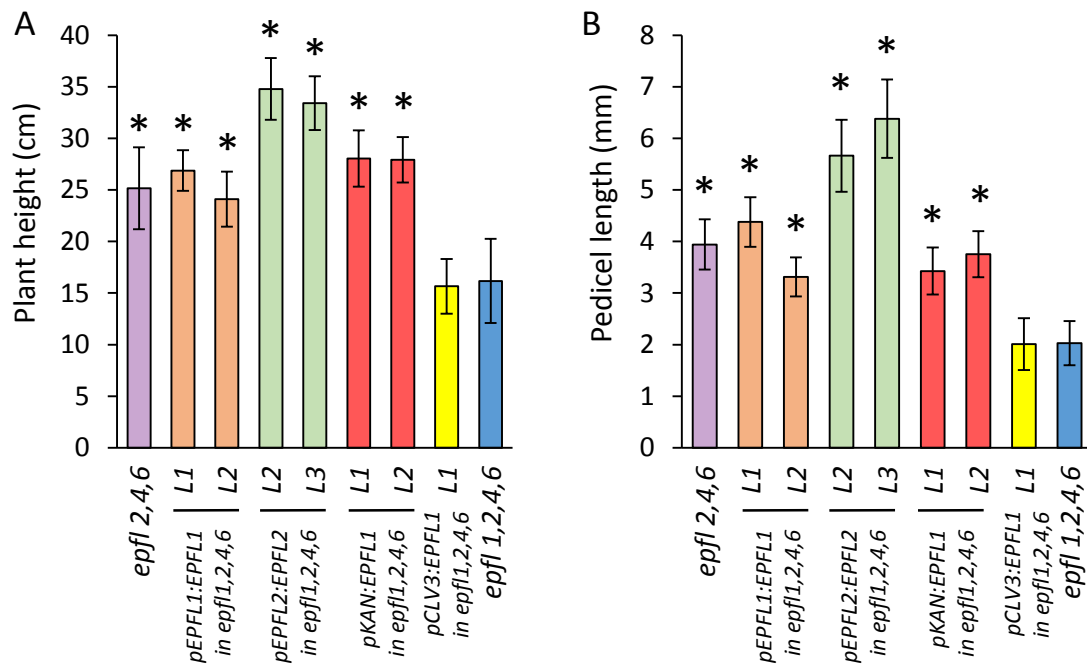 A
Plant height (cm)
40
35
30
25
20
15
10
5
0
* * * * * * *
epfl 2,4,6
L1
L2
pEPFL1:EPFL1
in epfl1,2,4,6
L2
L3
pEPFL2:EPFL2
in epfl1,2,4,6
L1
L2
pKAN:EPFL1
in epfl1,2,4,6
L1
pCLV3:EPFL1
in epfl1,2,4,6
epfl 1,2,4,6
B
Pedicel length (mm)
8
7
6
5
4
3
2
1
0
* * * * * * *
epfl 2,4,6
L1
L2
pEPFL1:EPFL1
in epfl1,2,4,6
L2
L3
pEPFL2:EPFL2
in epfl1,2,4,6
L1
L2
pKAN:EPFL1
in epfl1,2,4,6
L1
pCLV3:EPFL1
in epfl1,2,4,6
epfl 1,2,4,6